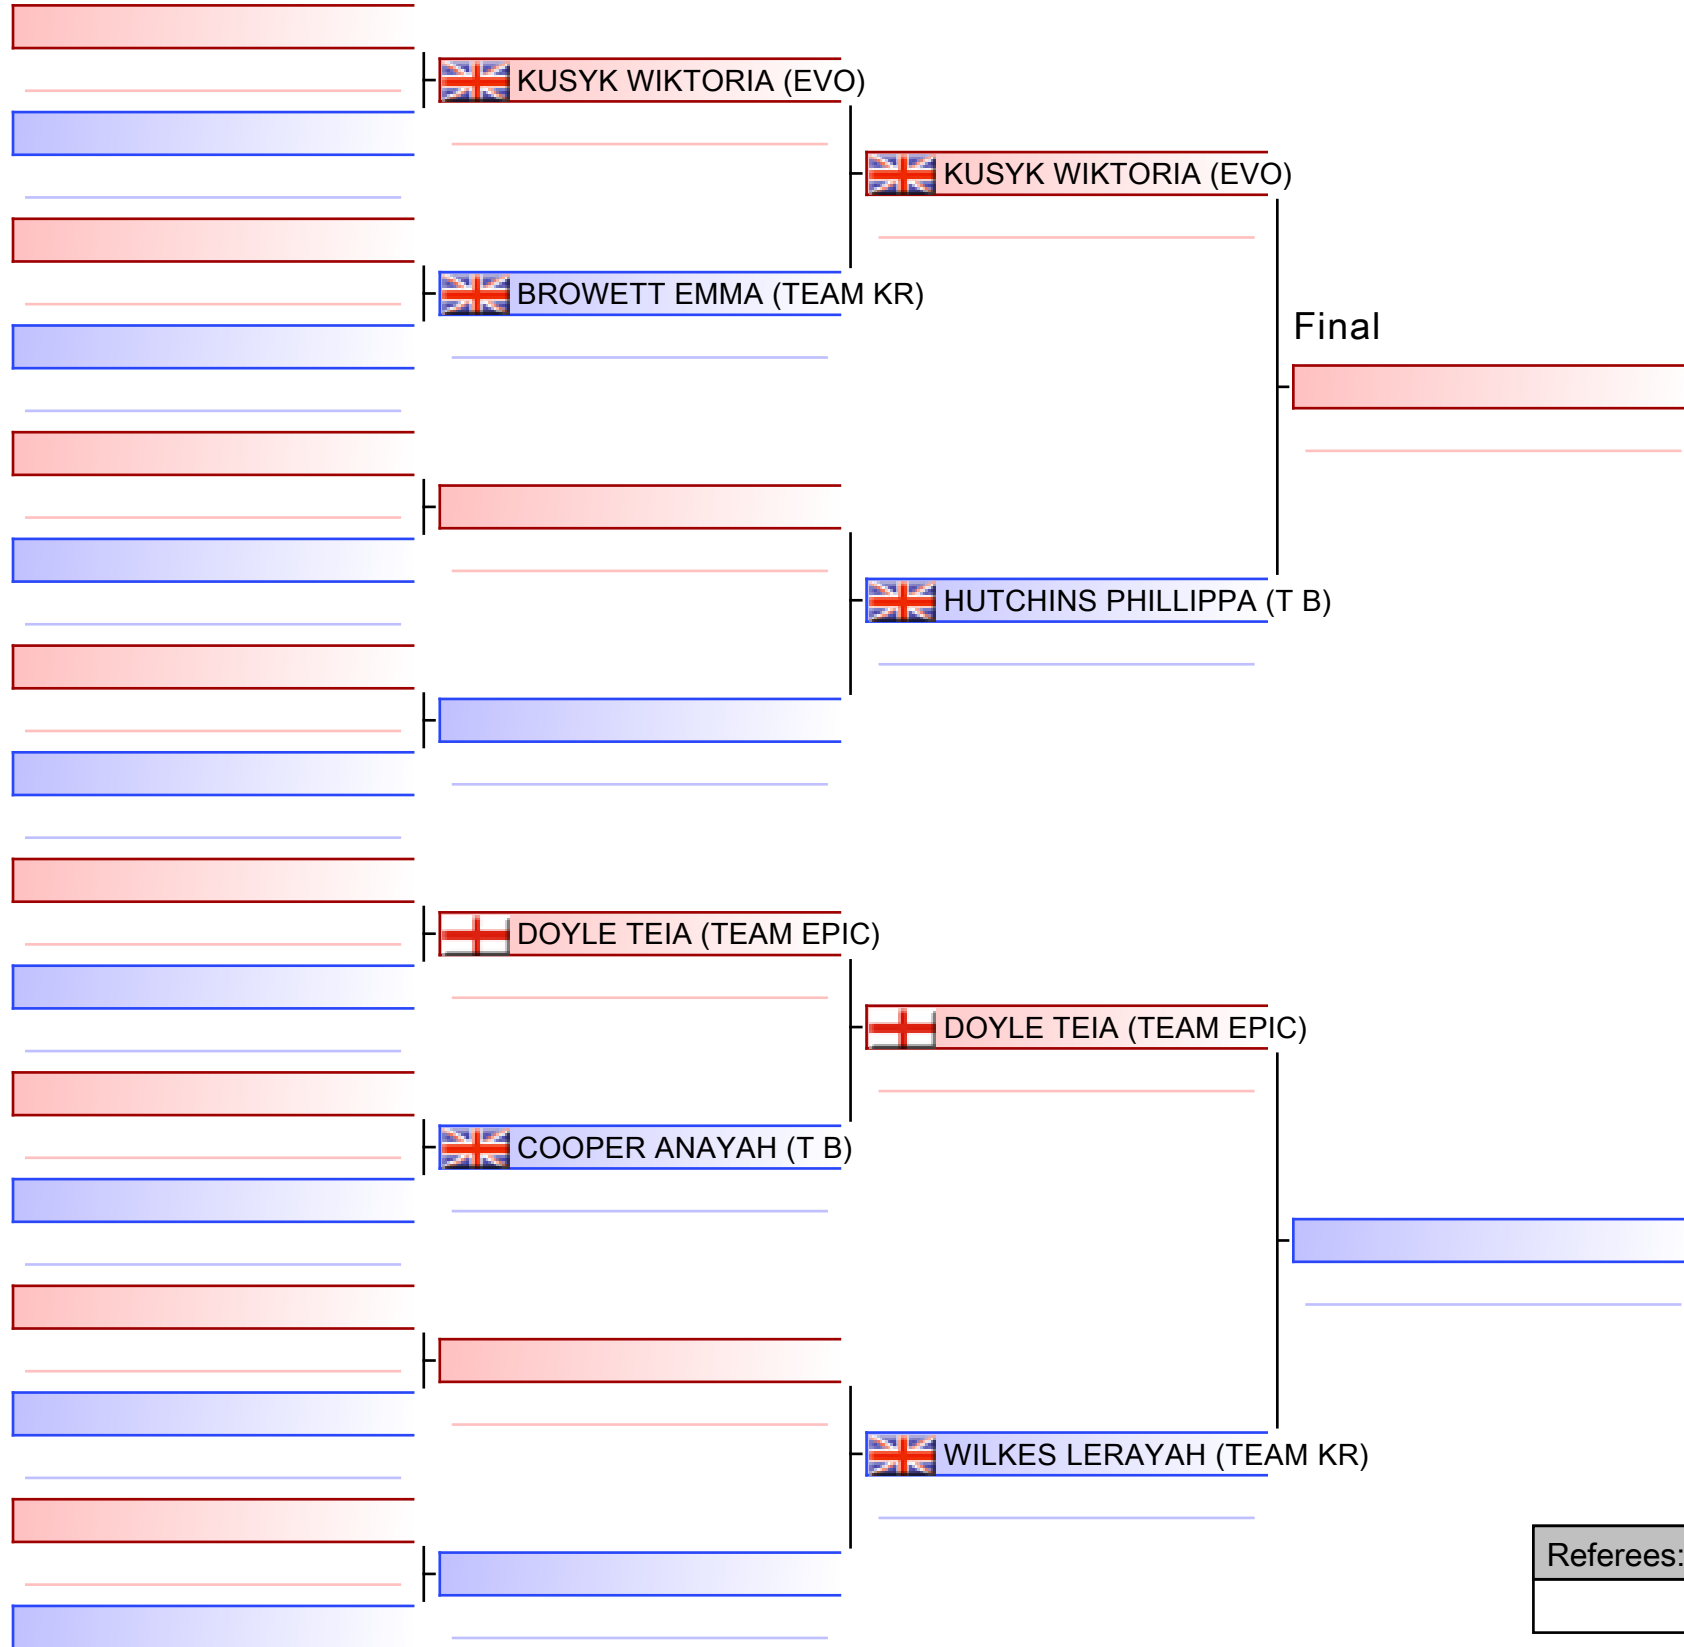 KUSYK WIKTORIA (EVO)
KUSYK WIKTORIA (EVO)
BROWETT EMMA (TEAM KR)
Final
HUTCHINS PHILLIPPA (T B)
DOYLE TEIA (TEAM EPIC)
DOYLE TEIA (TEAM EPIC)
COOPER ANAYAH (T B)
WILKES LERAYAH (TEAM KR)
Referees: